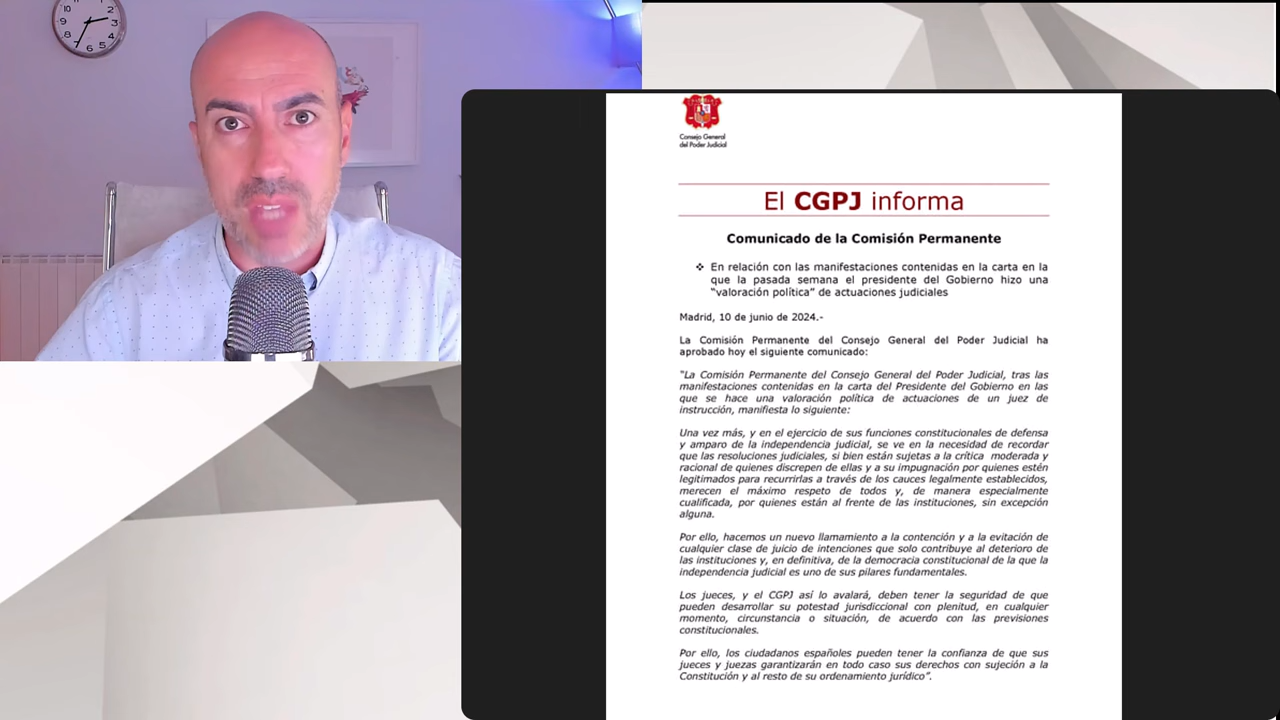 Consejo General
del Poder Judicial
El CGPJ informa
Comunicado de la Comisión Permanente
❖ En relación con las manifestaciones contenidas en la carta en la
que la pasada semana el presidente del Gobierno hizo una
“valoración política” de actuaciones judiciales
Madrid, 10 de junio de 2024.-
La Comisión Permanente del Consejo General del Poder Judicial ha
aprobado hoy el siguiente comunicado:
“La Comisión Permanente del Consejo General del Poder Judicial, tras las
manifestaciones contenidas en la carta del Presidente del Gobierno en las
que se hace una valoración política de actuaciones de un juez de
instrucción, manifiesta lo siguiente:
Una vez más, y en el ejercicio de sus funciones constitucionales de defensa
y amparo de la independencia judicial, se ve en la necesidad de recordar
que las resoluciones judiciales, si bien están sujetas a la crítica moderada y
racional de quienes discrepen de ellas y a su impugnación por quienes estén
legitimados para recurrirlas a través de los cauces legalmente establecidos,
merecen el máximo respeto de todos y, de manera especialmente
cualificada, por quienes están al frente de las instituciones, sin excepción
alguna.
Por ello, hacemos un nuevo llamamiento a la contención y a la evitación de
cualquier clase de juicio de intenciones que solo contribuye al deterioro de
las instituciones y, en definitiva, de la democracia constitucional de la que la
independencia judicial es uno de sus pilares fundamentales.
Los jueces, y el CGPJ así lo avalará, deben tener la seguridad de que
pueden desarrollar su potestad jurisdiccional con plenitud, en cualquier
momento, circunstancia o situación, de acuerdo con las previsiones
constitucionales.
Por ello, los ciudadanos españoles pueden tener la confianza de que sus
jueces y juezas garantizarán en todo caso sus derechos con sujeción a la
Constitución y al resto de su ordenamiento jurídico”.